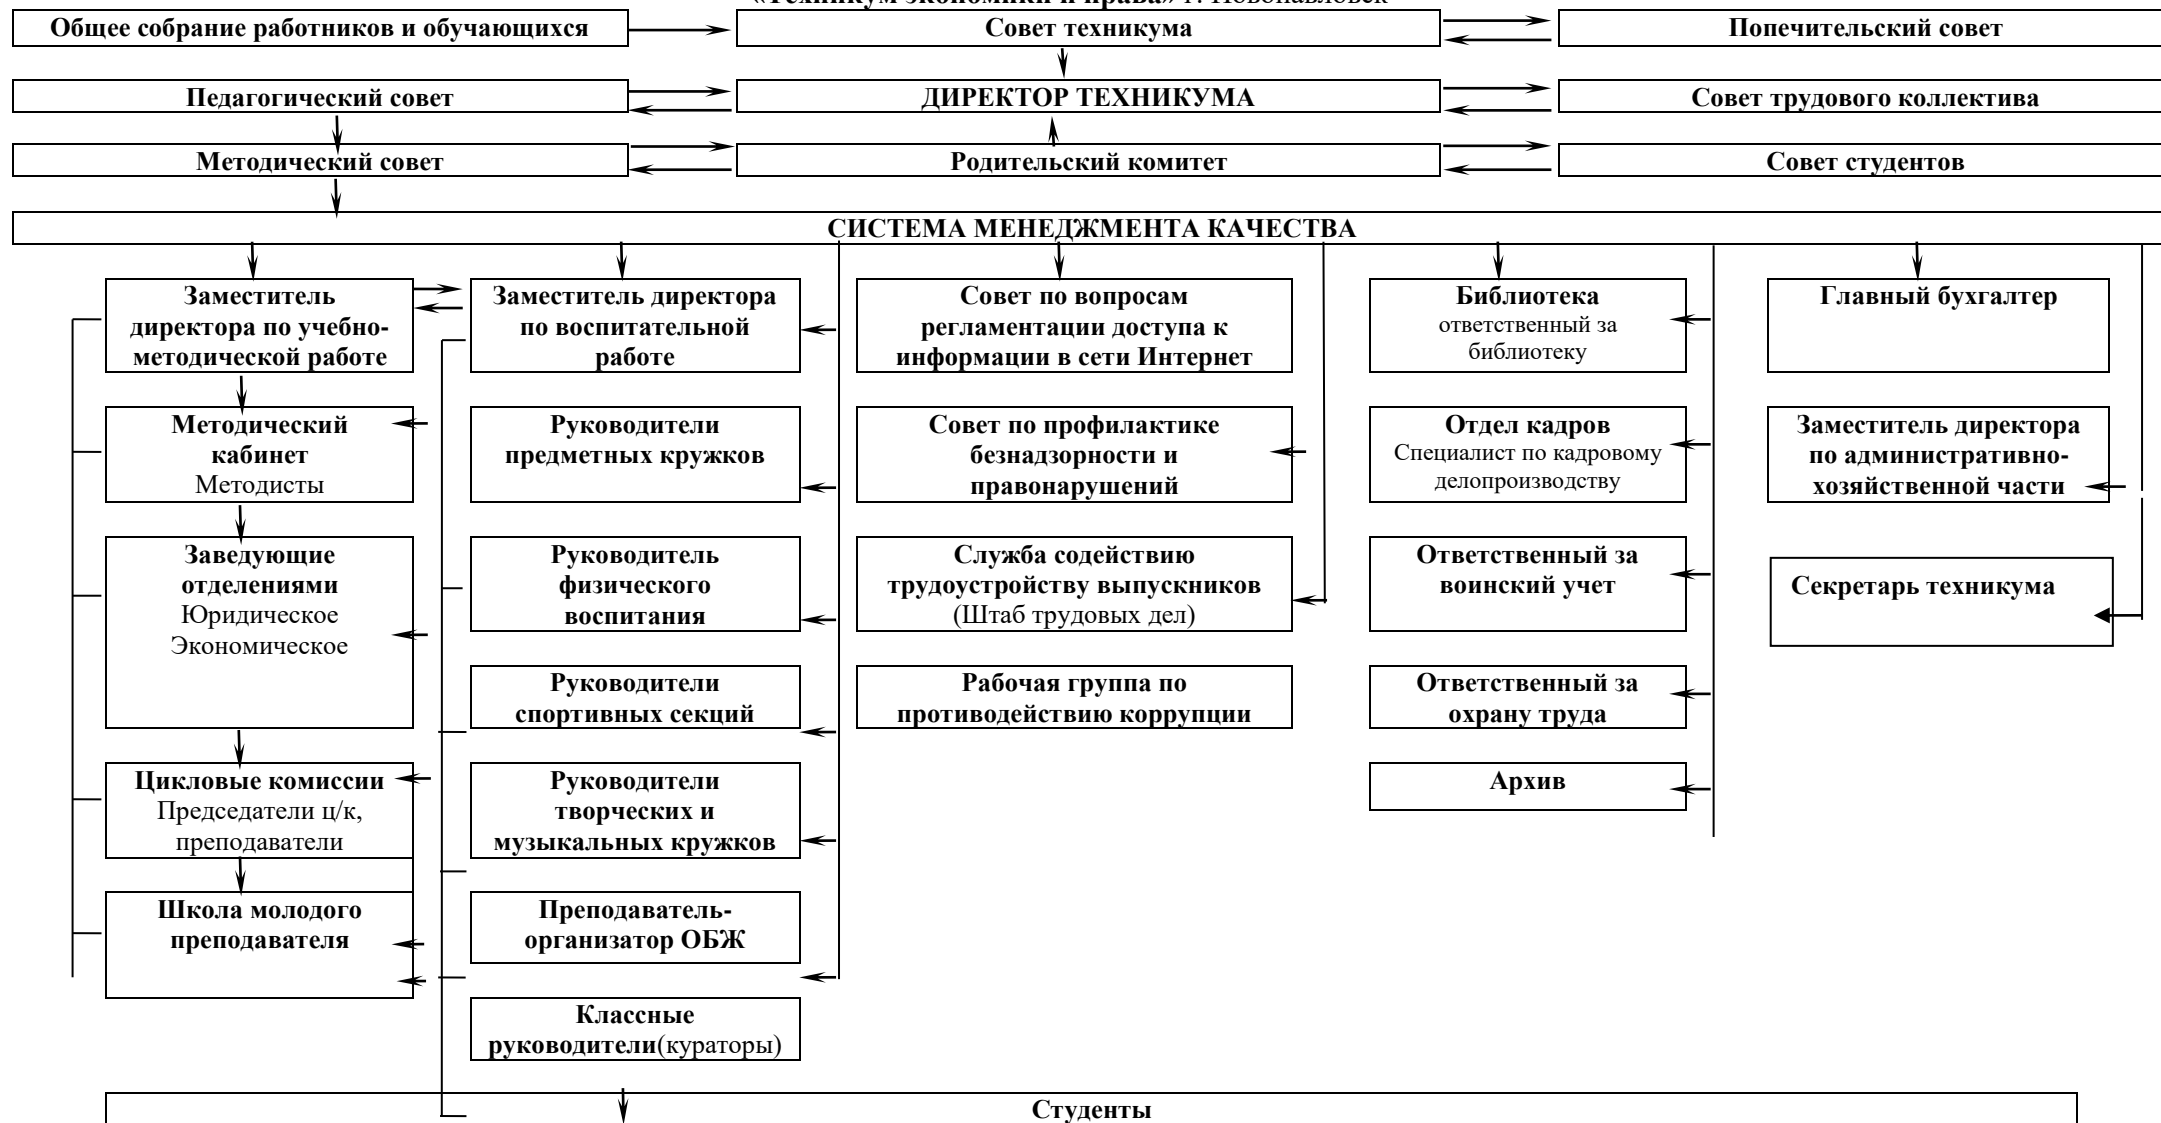 «Техникум экономики и права» г. Новопавловск
Общее собрание работников и обучающихся
Совет техникума
Попечительский совет
Педагогический совет
ДИРЕКТОР ТЕХНИКУМА
Совет трудового коллектива
Методический совет
Родительский комитет
Совет студентов
СИСТЕМА МЕНЕДЖМЕНТА КАЧЕСТВА
Заместитель
директора по учебно-
методической работе
Заместитель директора
по воспитательной
работе
Совет по вопросам
регламентации доступа к
информации в сети Интернет
Библиотека
ответственный за
библиотеку
Главный бухгалтер
Методический
кабинет
Методисты
Руководители
предметных кружков
Совет по профилактике
безнадзорности и
правонарушений
Отдел кадров
Специалист по кадровому
делопроизводству
Заместитель директора
по административно-
хозяйственной части
Заведующие
отделениями
Юридическое
Экономическое
Руководитель
физического
воспитания
Служба содействию
трудоустройству выпускников
(Штаб трудовых дел)
Ответственный за
воинский учет
Секретарь техникума
Руководители
спортивных секций
Рабочая группа по
противодействию коррупции
Ответственный за
охрану труда
Цикловые комиссии
Председатели ц/к,
преподаватели
Руководители
творческих и
музыкальных кружков
Архив
Школа молодого
преподавателя
Преподаватель-
организатор ОБЖ
Классные
руководители(кураторы)
Студенты